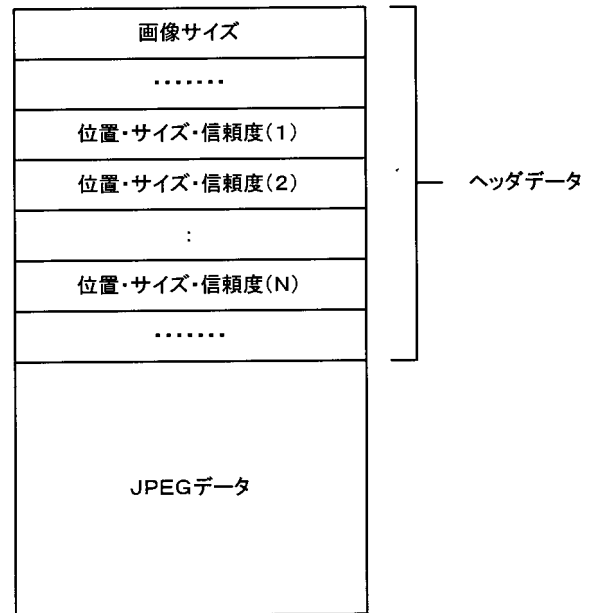 画像サイズ
・・・・・・・
位置・サイズ・信頼度(1)
位置・サイズ・信頼度(2)
:
位置・サイズ・信頼度(N)
・・・・・・・
ヘッダデータ
JPEGデータ